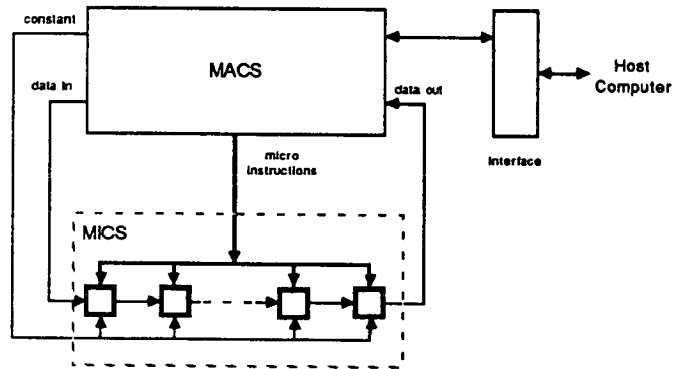 constant
MACS
Host
Computer
data in
data out
micro
instructions
interface
MICS